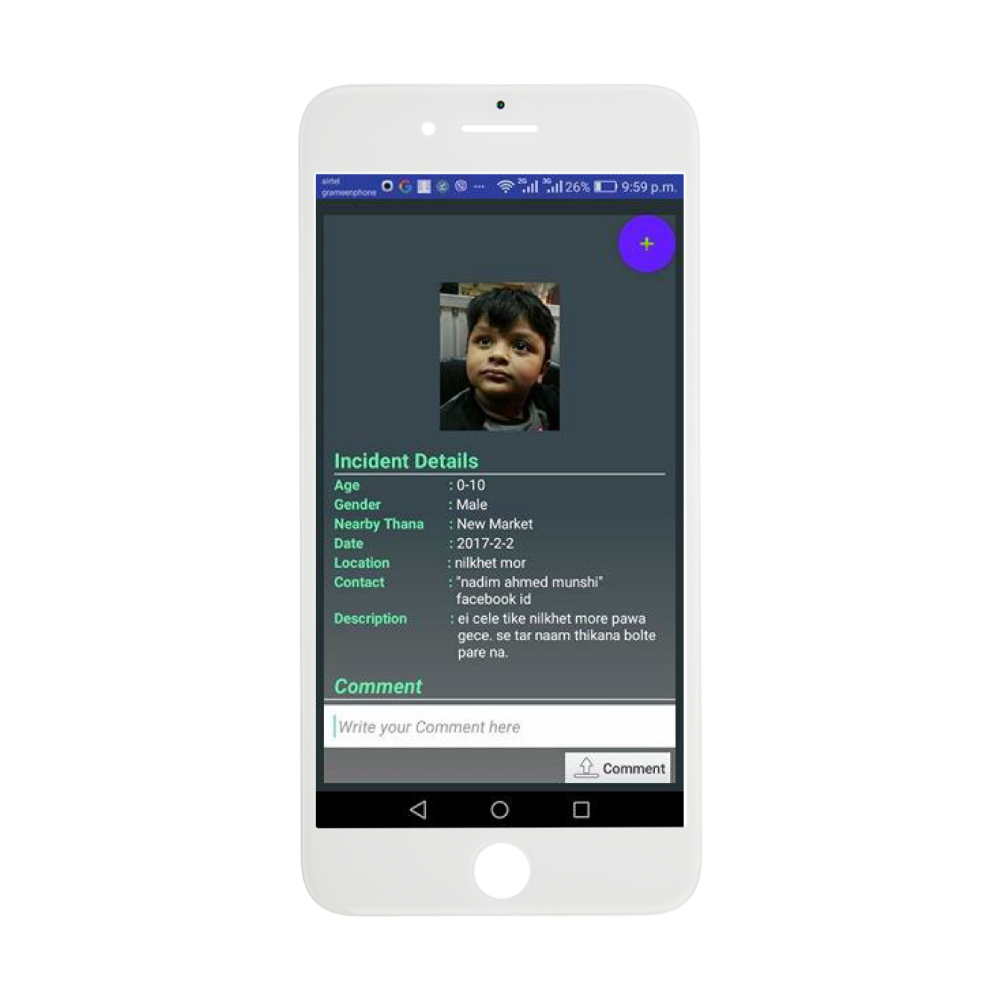 airtel
grameenphone
2G 3G 26% 9:59 p.m.
+
Incident Details
Age : 0-10
Gender : Male
Nearby Thana : New Market
Date : 2017-2-2
Location : nilkhet mor
Contact : "nadim ahmed munshi"
facebook id
Description : ei cele tike nilkhet more pawa
gece. se tar naam thikana bolte
pare na.
Comment
Write your Comment here
Comment